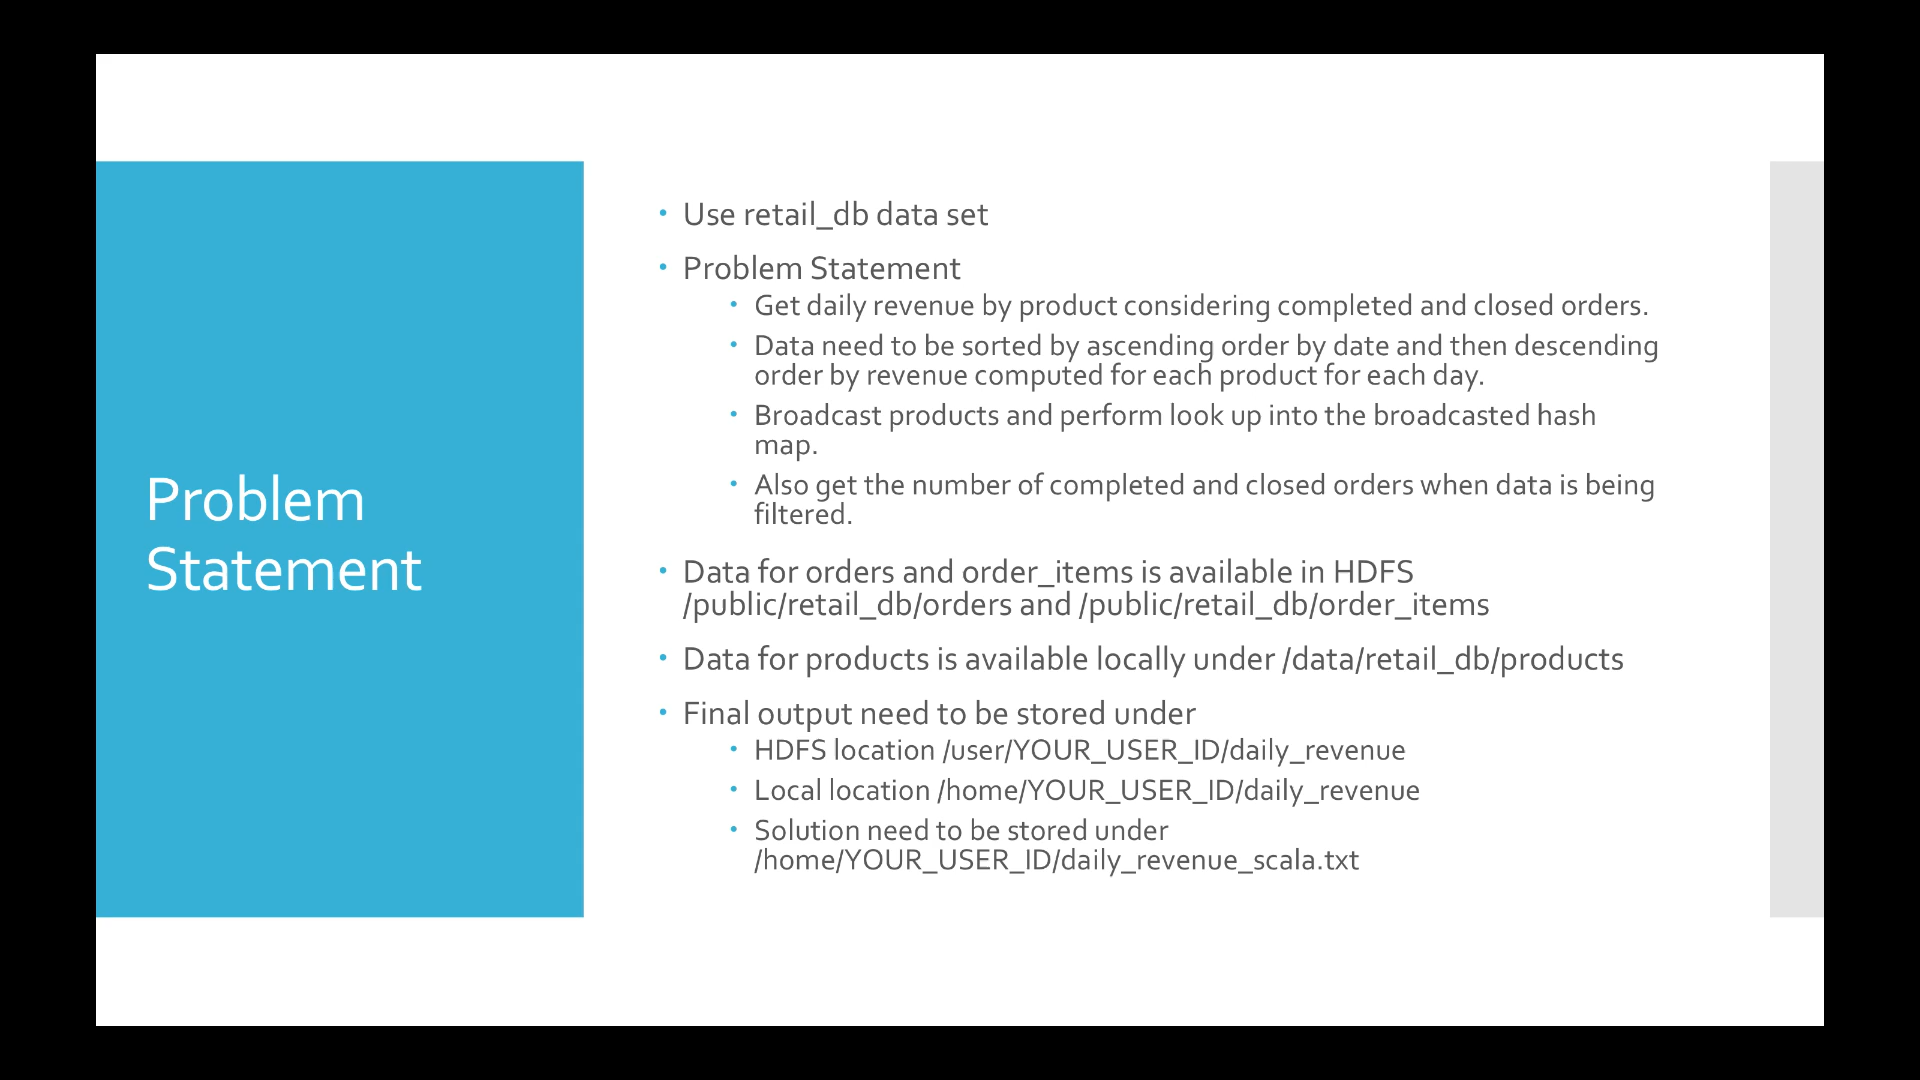 Problem
Statement
Use retail_db data set
Problem Statement
Get daily revenue by product considering completed and closed orders.
Data need to be sorted by ascending order by date and then descending
order by revenue computed for each product for each day.
Broadcast products and perform look up into the broadcasted hash
map.
Also get the number of completed and closed orders when data is being
filtered.
Data for orders and order_items is available in HDFS
/public/retail_db/orders and /public/retail_db/order_items
Data for products is available locally under /data/retail_db/products
Final output need to be stored under
HDFS location /user/YOUR_USER_ID/daily_revenue
Local location /home/YOUR_USER_ID/daily_revenue
Solution need to be stored under
/home/YOUR_USER_ID/daily_revenue_scala.txt